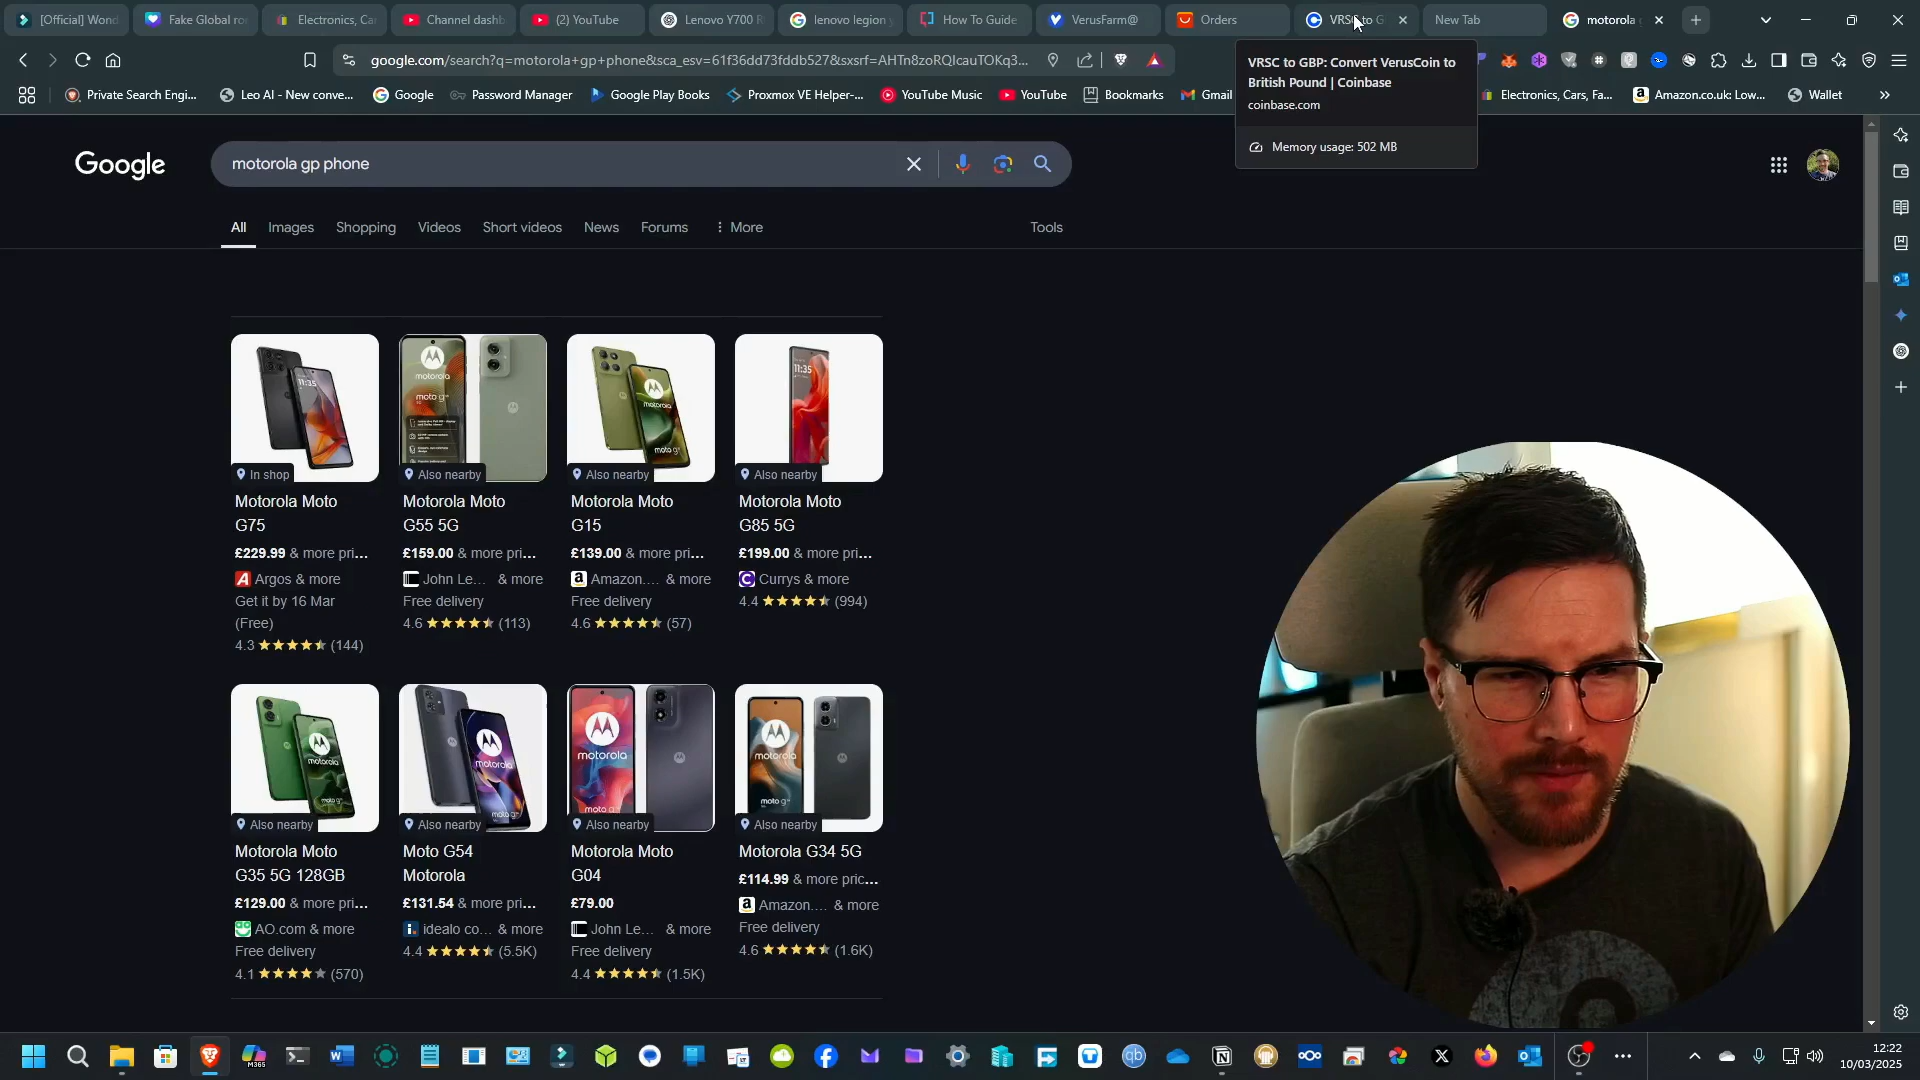 [Official] Wond
Fake Global ro
Electronics, Ca
Channel dashb
(2) YouTube
Lenovo Y700 R
lenovo legion y
How To Guide
VerusFarm@
Orders
VRSC to G
New Tab
motorola g
google.com/search?q=motorola+gp+phone&sca_esv=61f36dd73fddb527&sxsrf=AHTn8zoRQIcauTOKq3...
VRSC to GBP: Convert VerusCoin to
British Pound | Coinbase
coinbase.com
Memory usage: 502 MB
Private Search Engi...
Leo AI - New conve...
Google
Password Manager
Google Play Books
Proxmox VE Helper-...
YouTube Music
YouTube
Bookmarks
Gmail
Electronics, Cars, Fa...
Amazon.co.uk: Low...
Wallet
Google
motorola gp phone
All
Images
Shopping
Videos
Short videos
News
Forums
More
Tools
In shop
Also nearby
Also nearby
Also nearby
Motorola Moto
G75
£229.99 & more pri...
Argos & more
Get it by 16 Mar
(Free)
4.3 (144)
Motorola Moto
G55 5G
£159.00 & more pri...
John Le... & more
Free delivery
4.6 (113)
Motorola Moto
G15
£139.00 & more pri...
Amazon.... & more
Free delivery
4.6 (57)
Motorola Moto
G85 5G
£199.00 & more pri...
Currys & more
4.4 (994)
Also nearby
Also nearby
Also nearby
Also nearby
Motorola Moto
G35 5G 128GB
£129.00 & more pri...
AO.com & more
Free delivery
4.1 (570)
Moto G54
Motorola
£131.54 & more pri...
idealo co... & more
4.4 (5.5K)
Motorola Moto
G04
£79.00
John Le... & more
Free delivery
4.4 (1.5K)
Motorola G34 5G
£114.99 & more pric...
Amazon.... & more
Free delivery
4.6 (1.6K)
12:22
10/03/2025